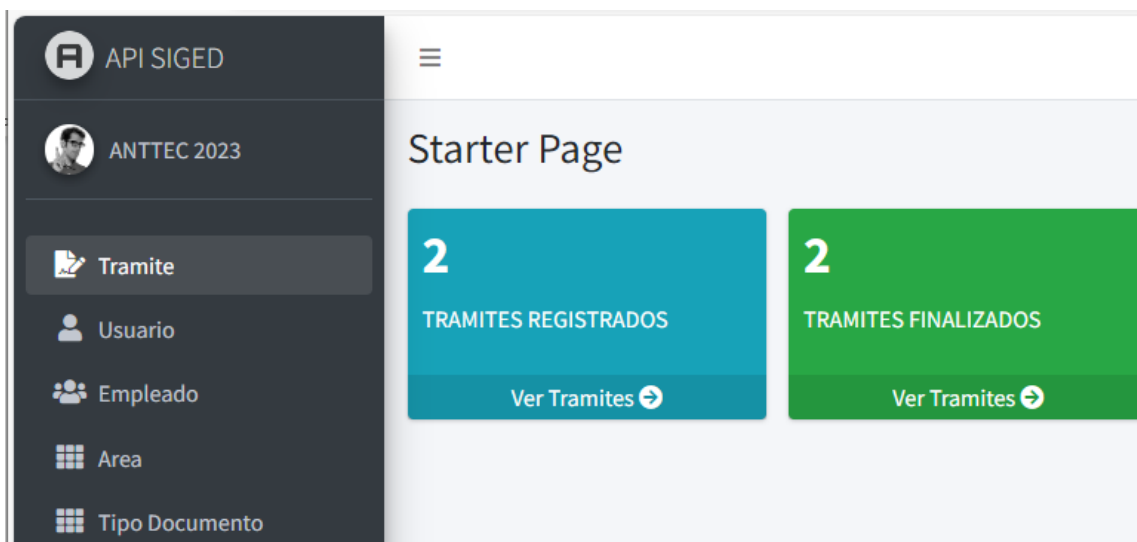 API SIGED
ANTTEC 2023
Tramite
Usuario
Empleado
Area
Tipo Documento
Starter Page
2
TRAMITES REGISTRADOS
Ver Tramites
2
TRAMITES FINALIZADOS
Ver Tramites